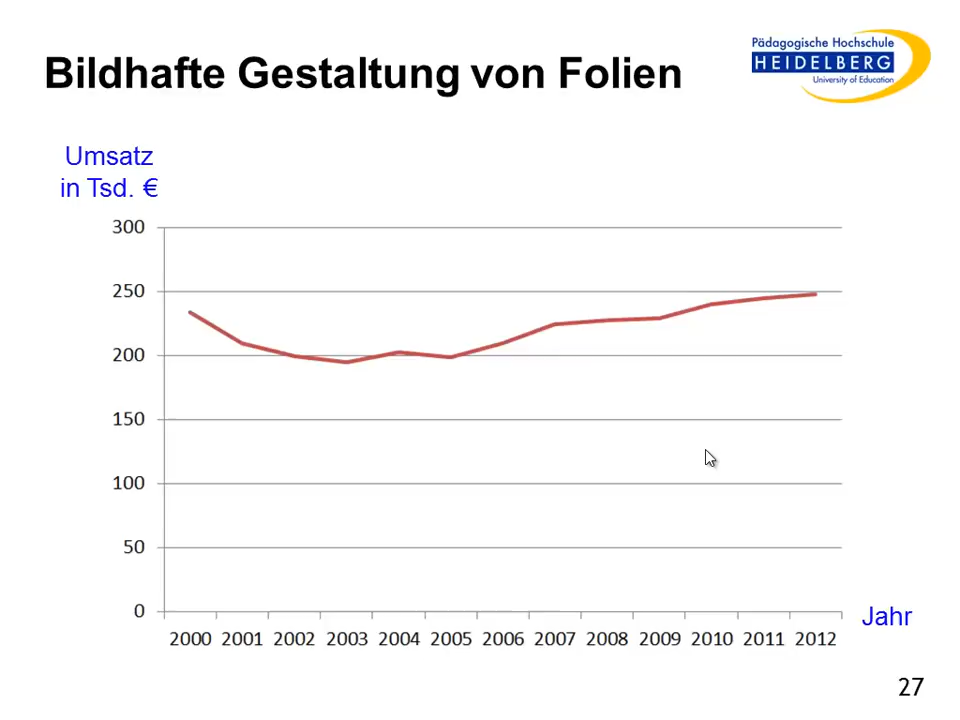 Bildhafte Gestaltung von Folien
Pädagogische Hochschule
HEIDELBERG
University of Education
Umsatz
in Tsd. €
300
250
200
150
100
50
0
2000 2001 2002 2003 2004 2005 2006 2007 2008 2009 2010 2011 2012
Jahr
27